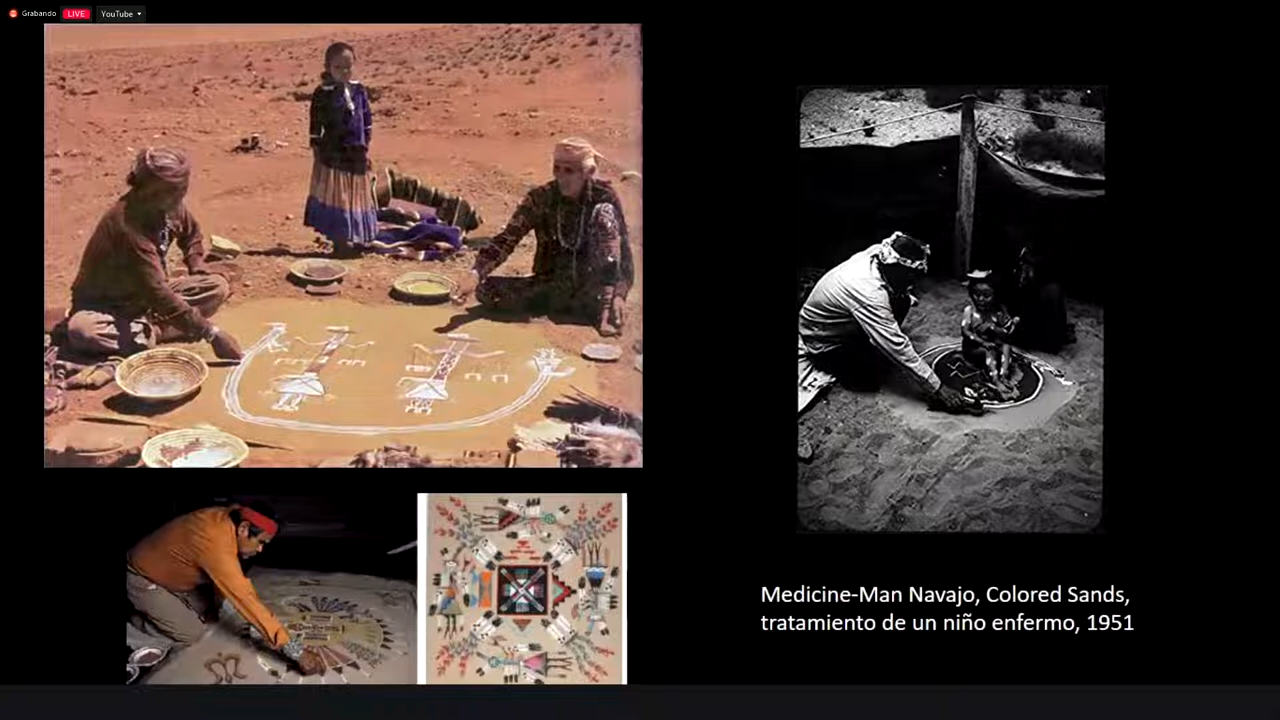 Grabando
LIVE
YouTube
Medicine-Man Navajo, Colored Sands,
tratamiento de un niño enfermo, 1951